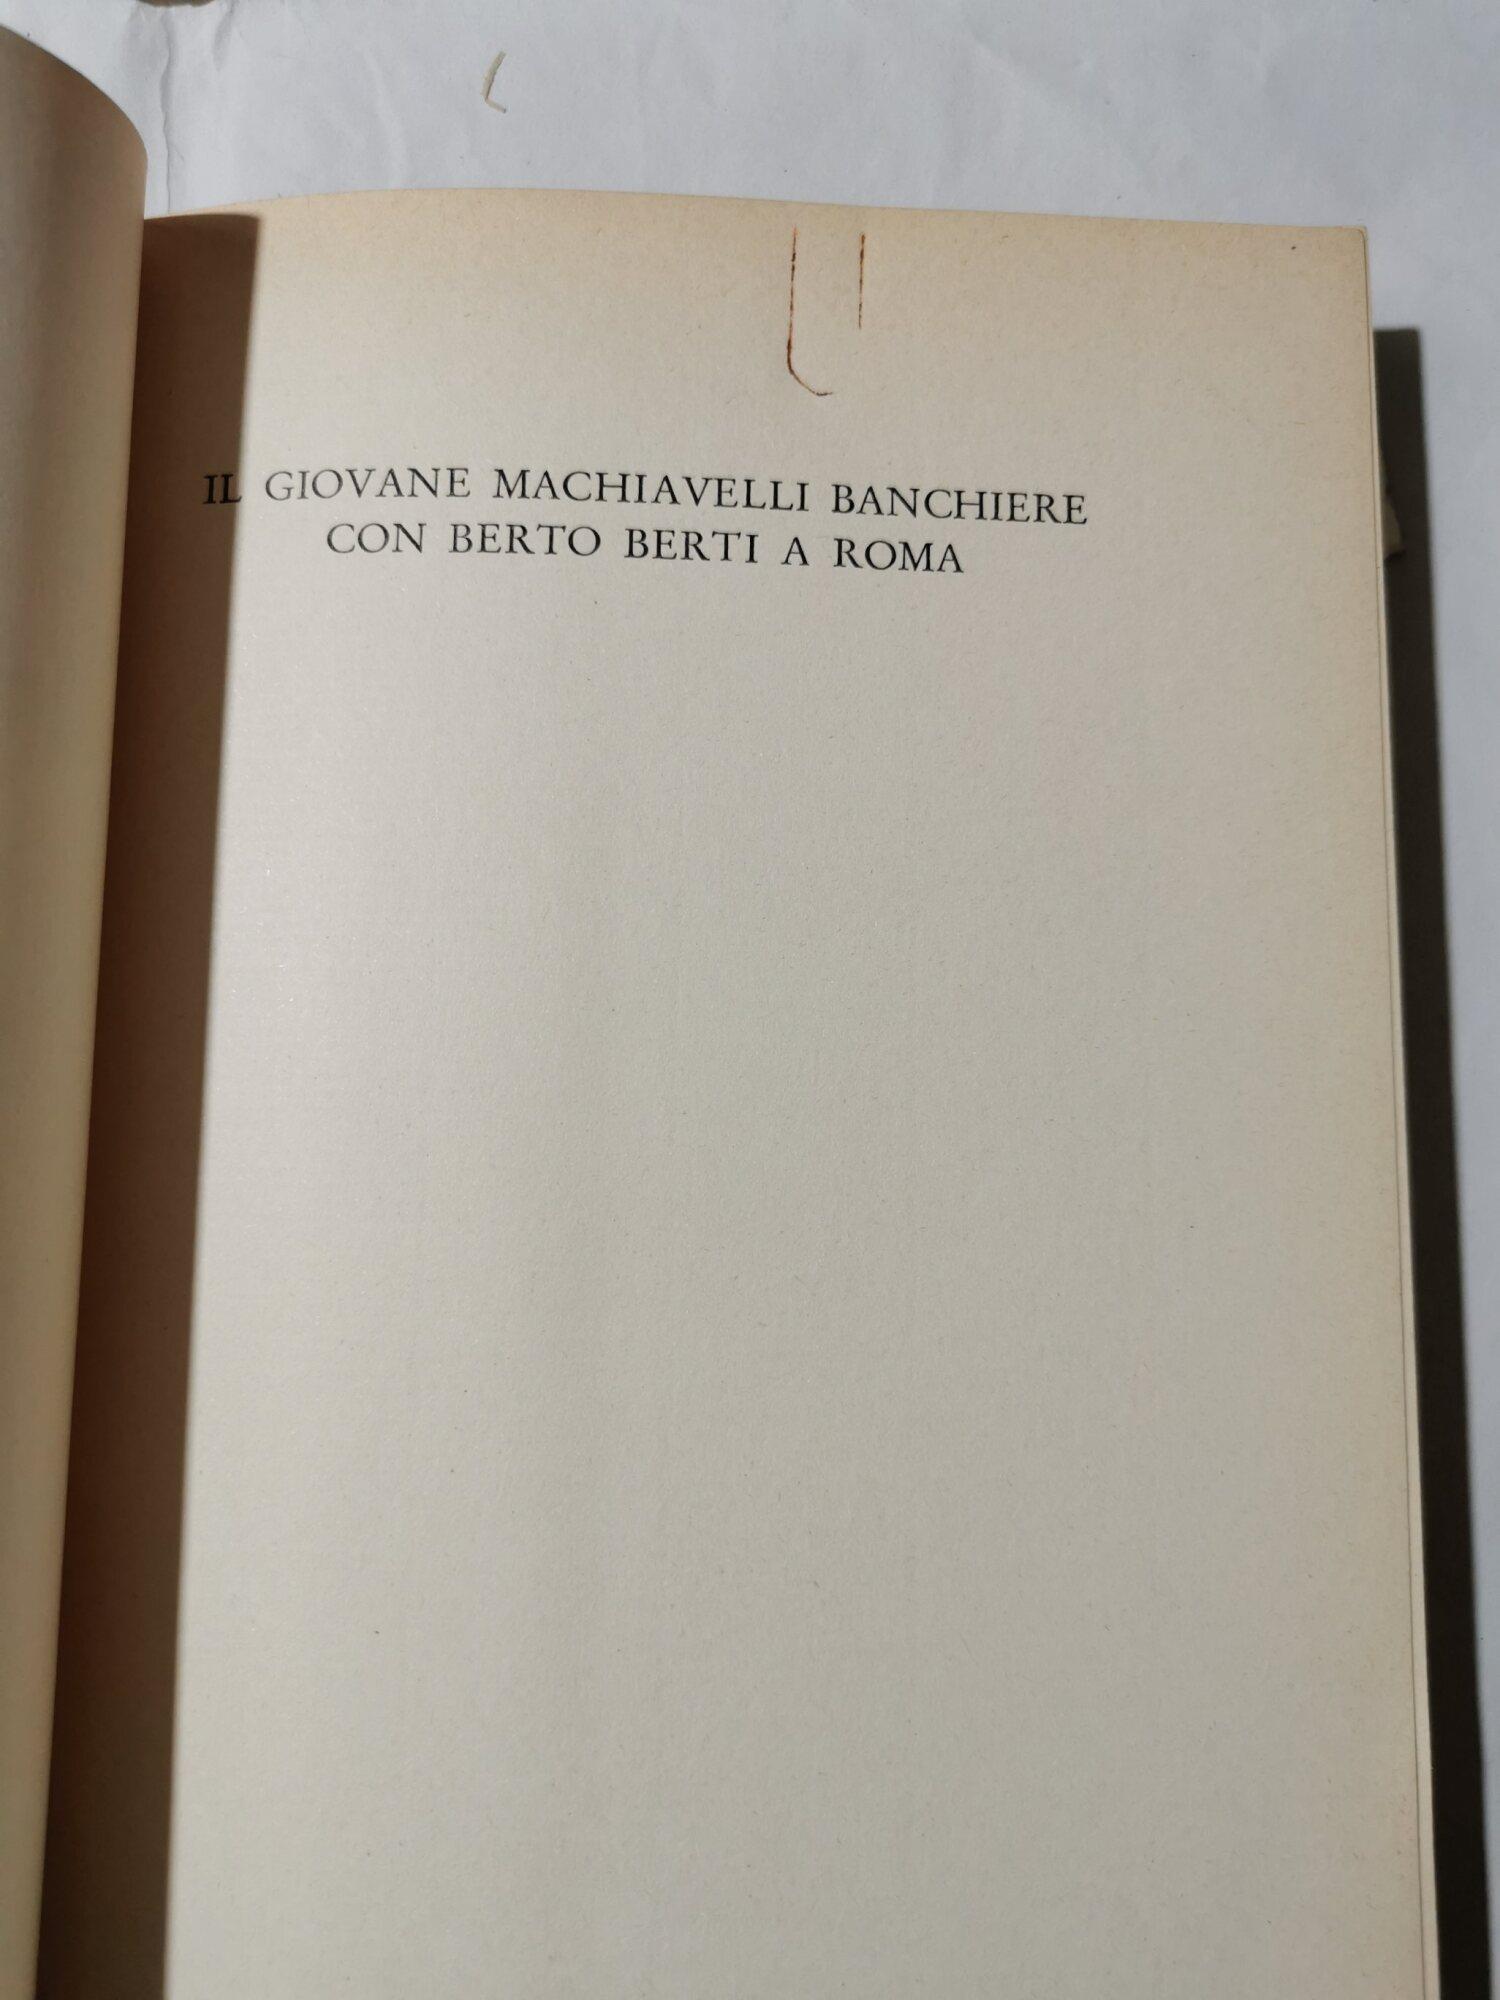 IL GIOVANE MACHIAVELLI BANCHIERE
CON BERTO BERTI A ROMA